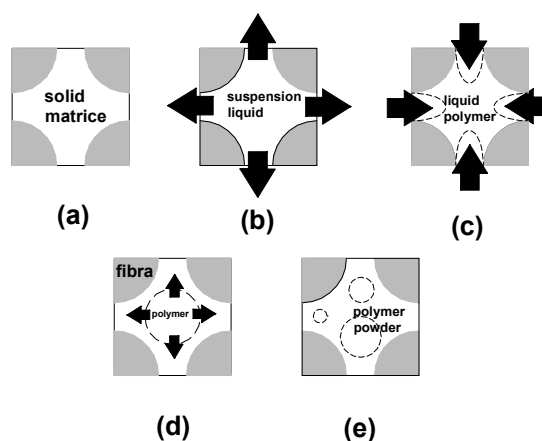 solid
matrice
suspension
liquid
liquid
polymer
(a)
(b)
(c)
fibra
polymer
polymer
powder
(d)
(e)